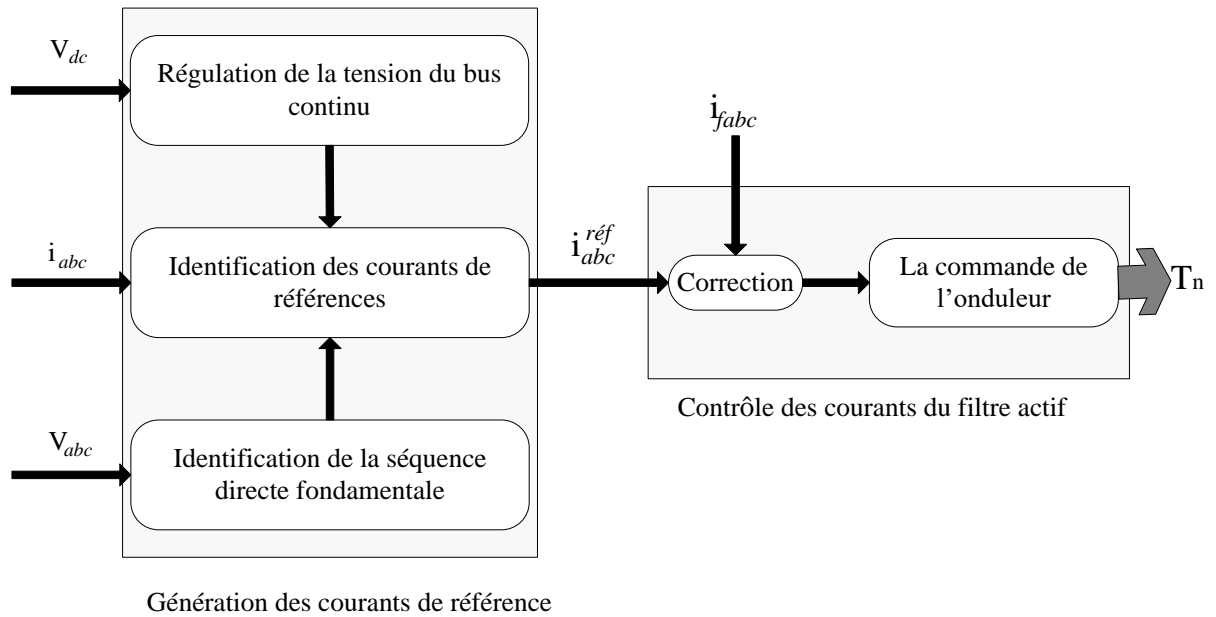 V_dc
Régulation de la tension du bus
continu
i_abc
Identification des courants de
références
V_abc
Identification de la séquence
directe fondamentale
Génération des courants de référence
i_abc^réf
i_fabc
Correction
La commande de
l'onduleur
Tn
Contrôle des courants du filtre actif